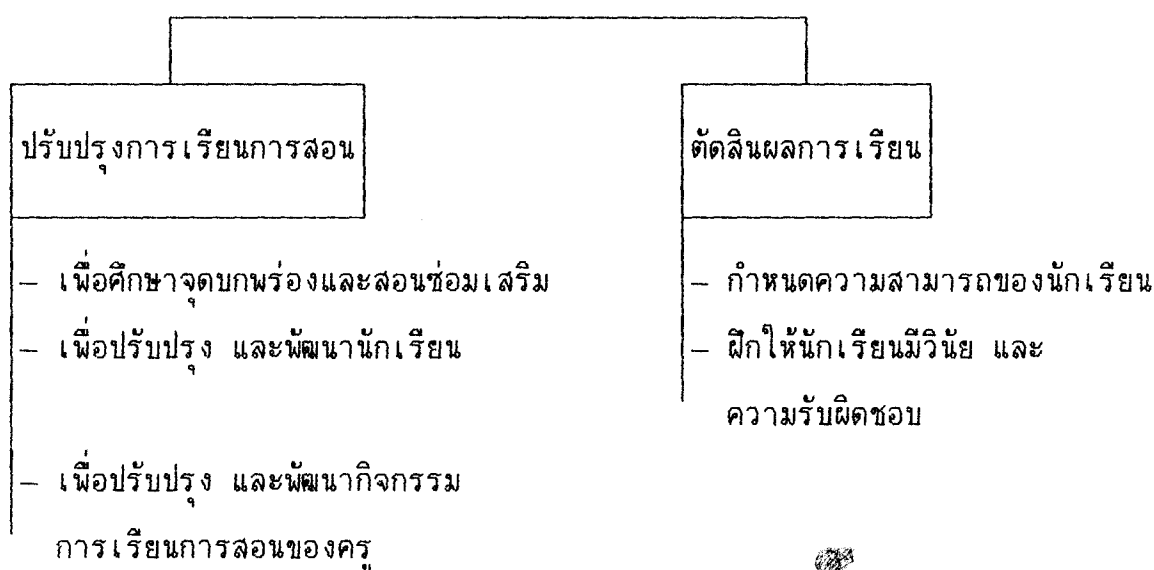 ปรับปรุงการเรียนการสอน
– เพื่อศึกษาจุดบกพร่องและสอนซ่อมเสริม
– เพื่อปรับปรุง และพัฒนานักเรียน
– เพื่อปรับปรุง และพัฒนากิจกรรม
การเรียนการสอนของครู
ตัดสินผลการเรียน
– กำหนดความสามารถของนักเรียน
– ฝึกให้นักเรียนมีวินัย และ
ความรับผิดชอบ